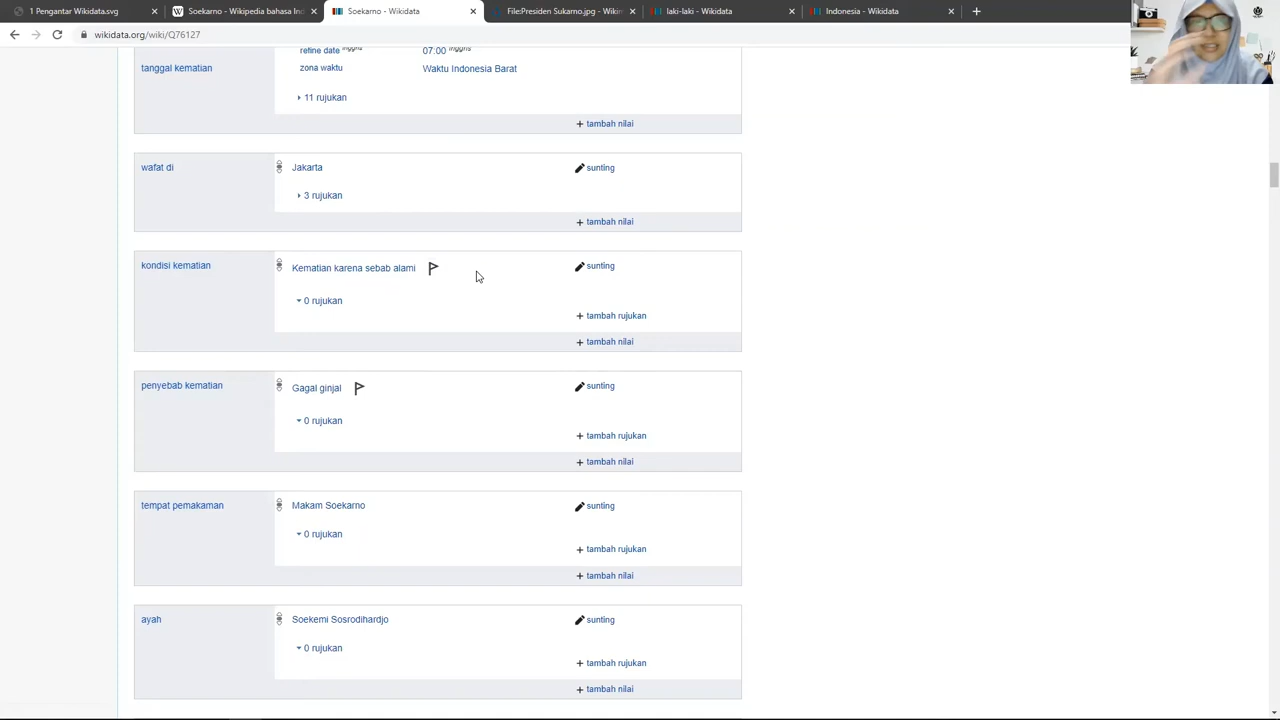 1 Pengantar Wikidata.svg
Soekarno - Wikipedia bahasa Ind
Soekarno - Wikidata
File:Presiden Sukarno.jpg - Wikim
laki-laki - Wikidata
Indonesia - Wikidata
wikidata.org/wiki/Q76127
refine date Inggris 07:00 Inggris
tanggal kematian zona waktu Waktu Indonesia Barat
11 rujukan
+ tambah nilai
wafat di Jakarta sunting
3 rujukan
+ tambah nilai
kondisi kematian Kematian karena sebab alami sunting
0 rujukan
+ tambah rujukan
+ tambah nilai
penyebab kematian Gagal ginjal sunting
0 rujukan
+ tambah rujukan
+ tambah nilai
tempat pemakaman Makam Soekarno sunting
0 rujukan
+ tambah rujukan
+ tambah nilai
ayah Soekemi Sosrodihardjo sunting
0 rujukan
+ tambah rujukan
+ tambah nilai